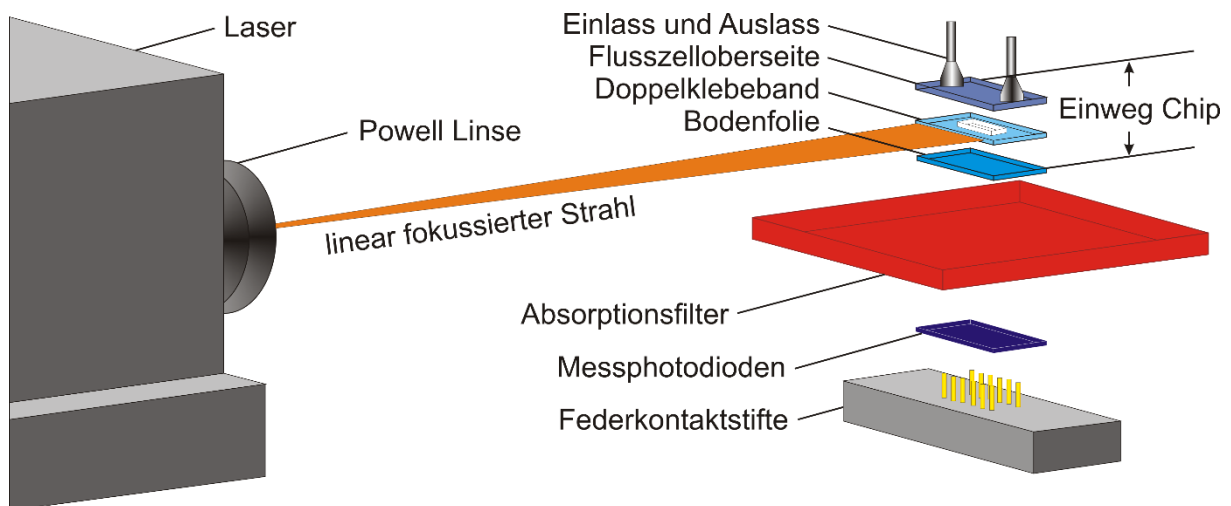 Laser
Powell Linse
linear fokussierter Strahl
Einlass und Auslass
Flusszelloberseite
Doppelklebeband
Bodenfolie
Einweg Chip
Absorptionsfilter
Messphotodioden
Federkontaktstifte